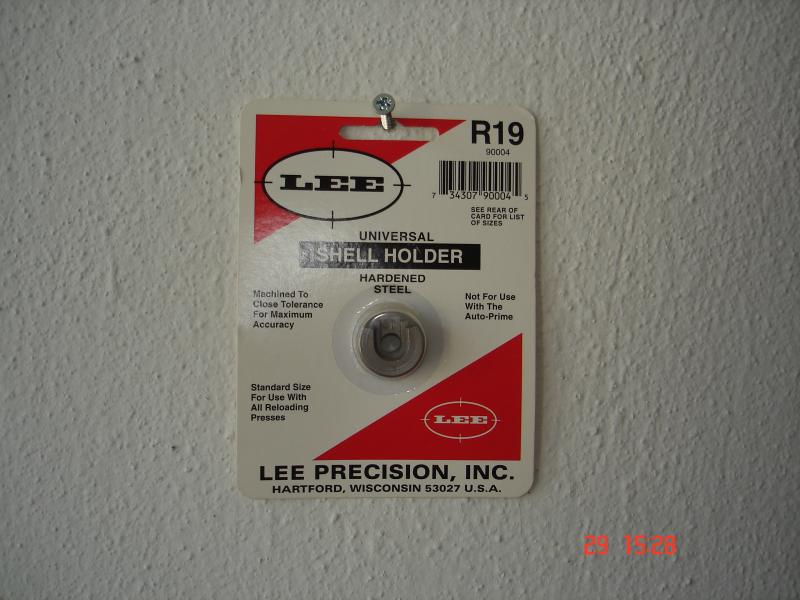 R19
90004
LEE
7 34307 90004 5
SEE REAR OF
CARD FOR LIST
OF SIZES
UNIVERSAL
SHELL HOLDER
HARDENED
STEEL
Machined To
Close Tolerance
For Maximum
Accuracy
Not For Use
With The
Auto-Prime
Standard Size
For Use With
All Reloading
Presses
LEE
LEE PRECISION, INC.
HARTFORD, WISCONSIN 53027 U.S.A.
29 15:28